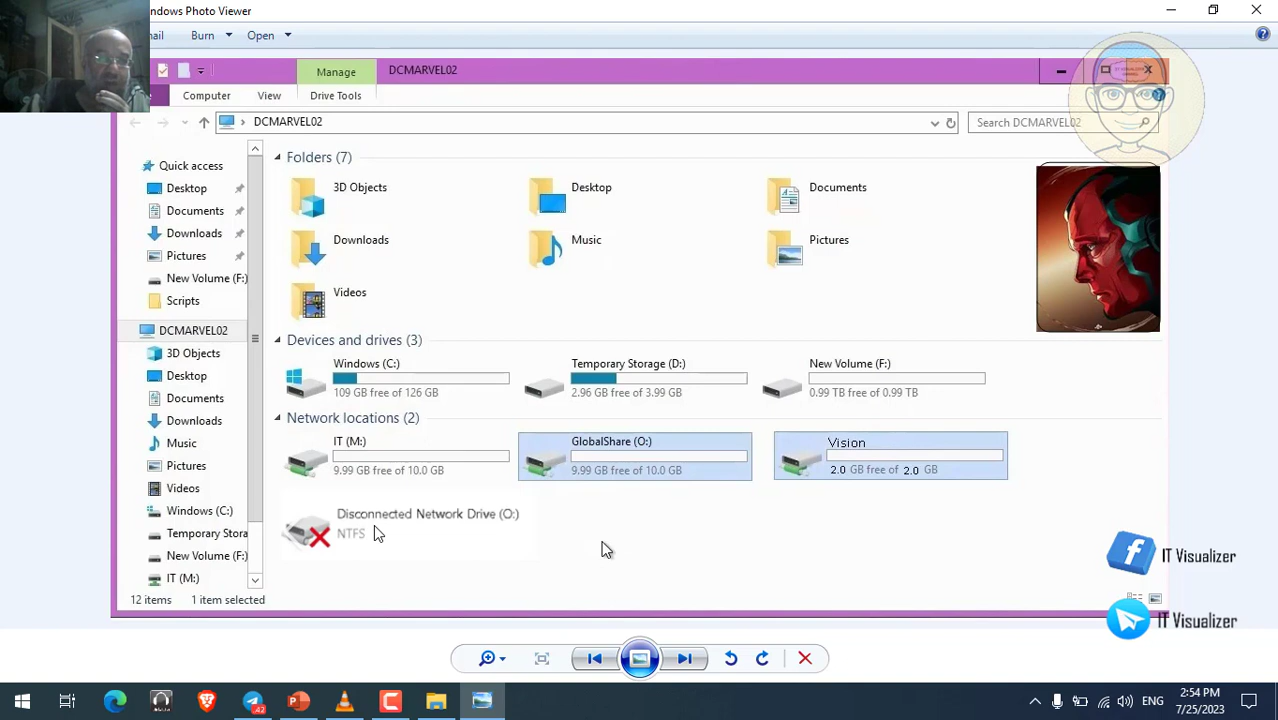 ndows Photo Viewer
ail Burn Open
Manage DCMARVEL02
Computer View Drive Tools
DCMARVEL02
Search DCMARVEL02
Quick access
Desktop
Documents
Downloads
Pictures
New Volume (F:)
Scripts
DCMARVEL02
3D Objects
Desktop
Documents
Downloads
Music
Pictures
Videos
Windows (C:)
Temporary Stora
New Volume (F:)
IT (M:)
Folders (7)
3D Objects
Desktop
Documents
Downloads
Music
Pictures
Videos
Devices and drives (3)
Windows (C:)
109 GB free of 126 GB
Temporary Storage (D:)
2.96 GB free of 3.99 GB
New Volume (F:)
0.99 TB free of 0.99 TB
Network locations (2)
IT (M:)
9.99 GB free of 10.0 GB
GlobalShare (O:)
9.99 GB free of 10.0 GB
Vision
2.0 GB free of 2.0 GB
Disconnected Network Drive (O:)
NTFS
12 items 1 item selected
IT Visualizer
IT Visualizer
42
ENG
2:54 PM
7/25/2023